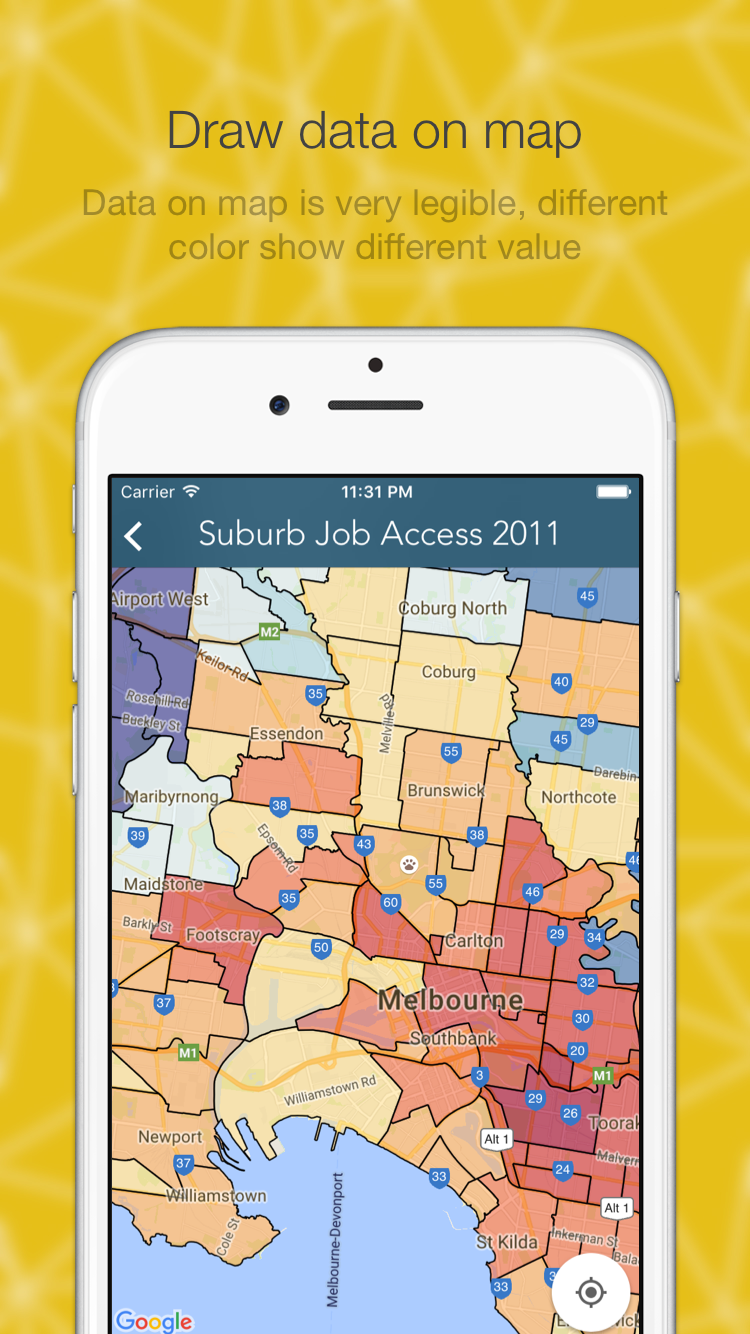 Draw data on map
Data on map is very legible, different
color show different value
Carrier
11:31 PM
Suburb Job Access 2011
Airport West
Coburg North
45
M2
Keilor Rd
Coburg
40
35
Rosehill Rd
Buckley St
Melville Rd
29
45
Essendon
55
Darebin
Maribyrnong
Brunswick
Northcote
38
39
35
38
43
Epsom Rd
46
Maidstone
55
46
35
60
Barkly St
Footscray
29
34
Carlton
50
32
37
Melbourne
30
Southbank
20
M1
3
M1
Williamstown Rd
29
26
Toorak
Newport
Alt 1
Malvern
37
33
24
Williamstown
Alt 1
Cole St
Melbourne-Devonport
St Kilda
Inkerman St
Bala
33
Google